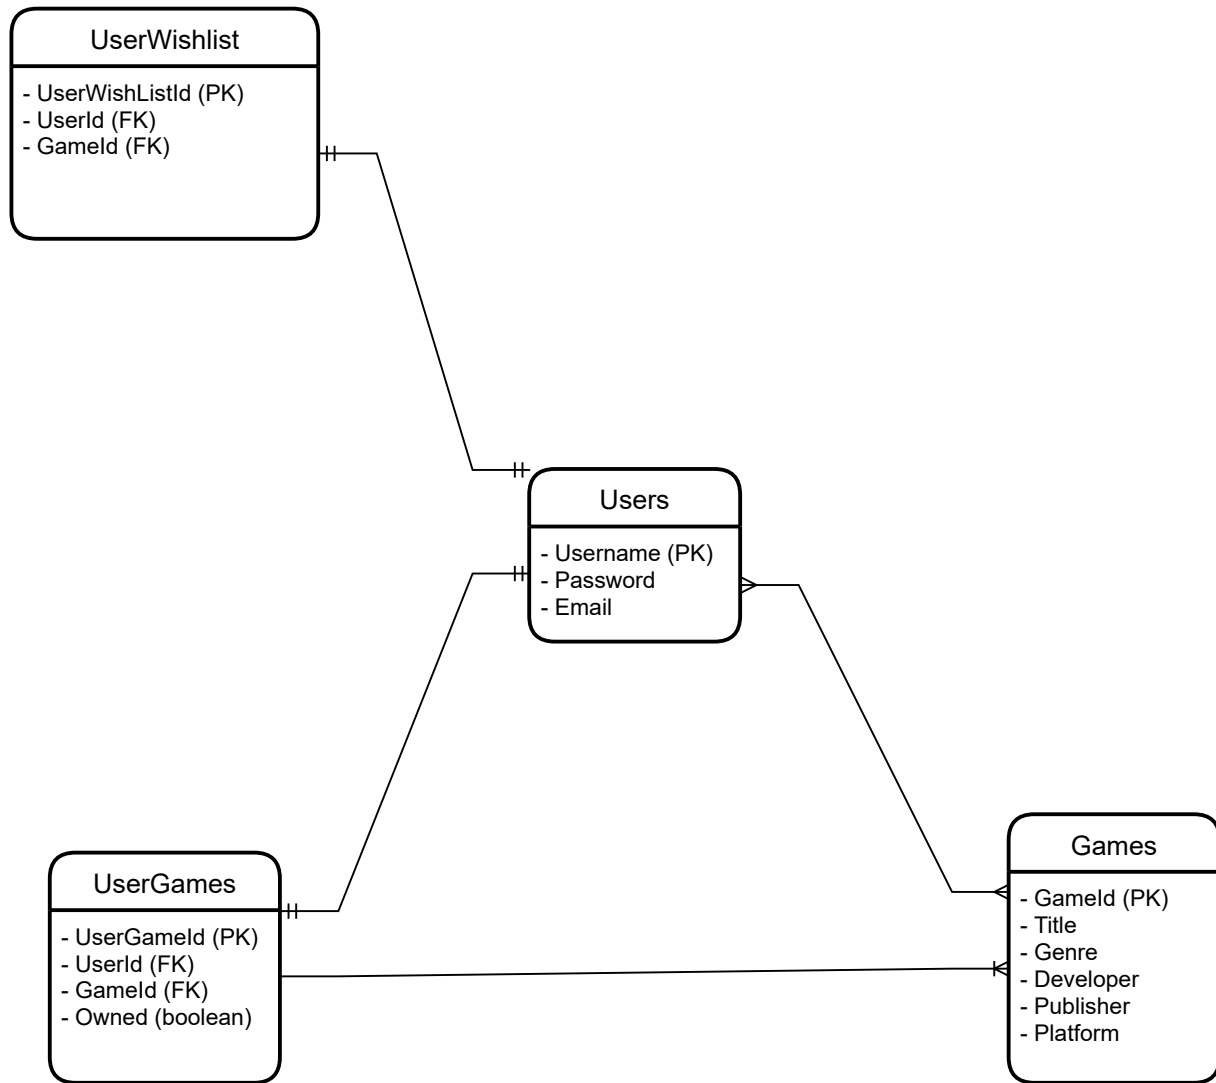 UserWishlist
- UserWishListId (PK)
- UserId (FK)
- GameId (FK)
Users
- Username (PK)
- Password
- Email
UserGames
- UserGameId (PK)
- UserId (FK)
- GameId (FK)
- Owned (boolean)
Games
- GameId (PK)
- Title
- Genre
- Developer
- Publisher
- Platform